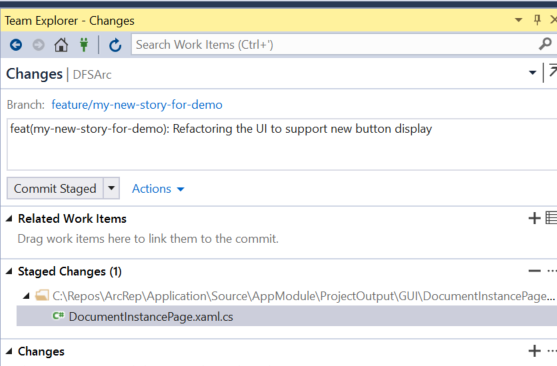 Team Explorer - Changes
Search Work Items (Ctrl+')
Changes | DFSArc
Branch: feature/my-new-story-for-demo
feat(my-new-story-for-demo): Refactoring the UI to support new button display
Commit Staged
Actions
Related Work Items
Drag work items here to link them to the commit.
Staged Changes (1)
C:\Repos\ArcRep\Application\Source\AppModule\ProjectOutput\GUI\DocumentInstancePage...
C# DocumentInstancePage.xaml.cs
Changes